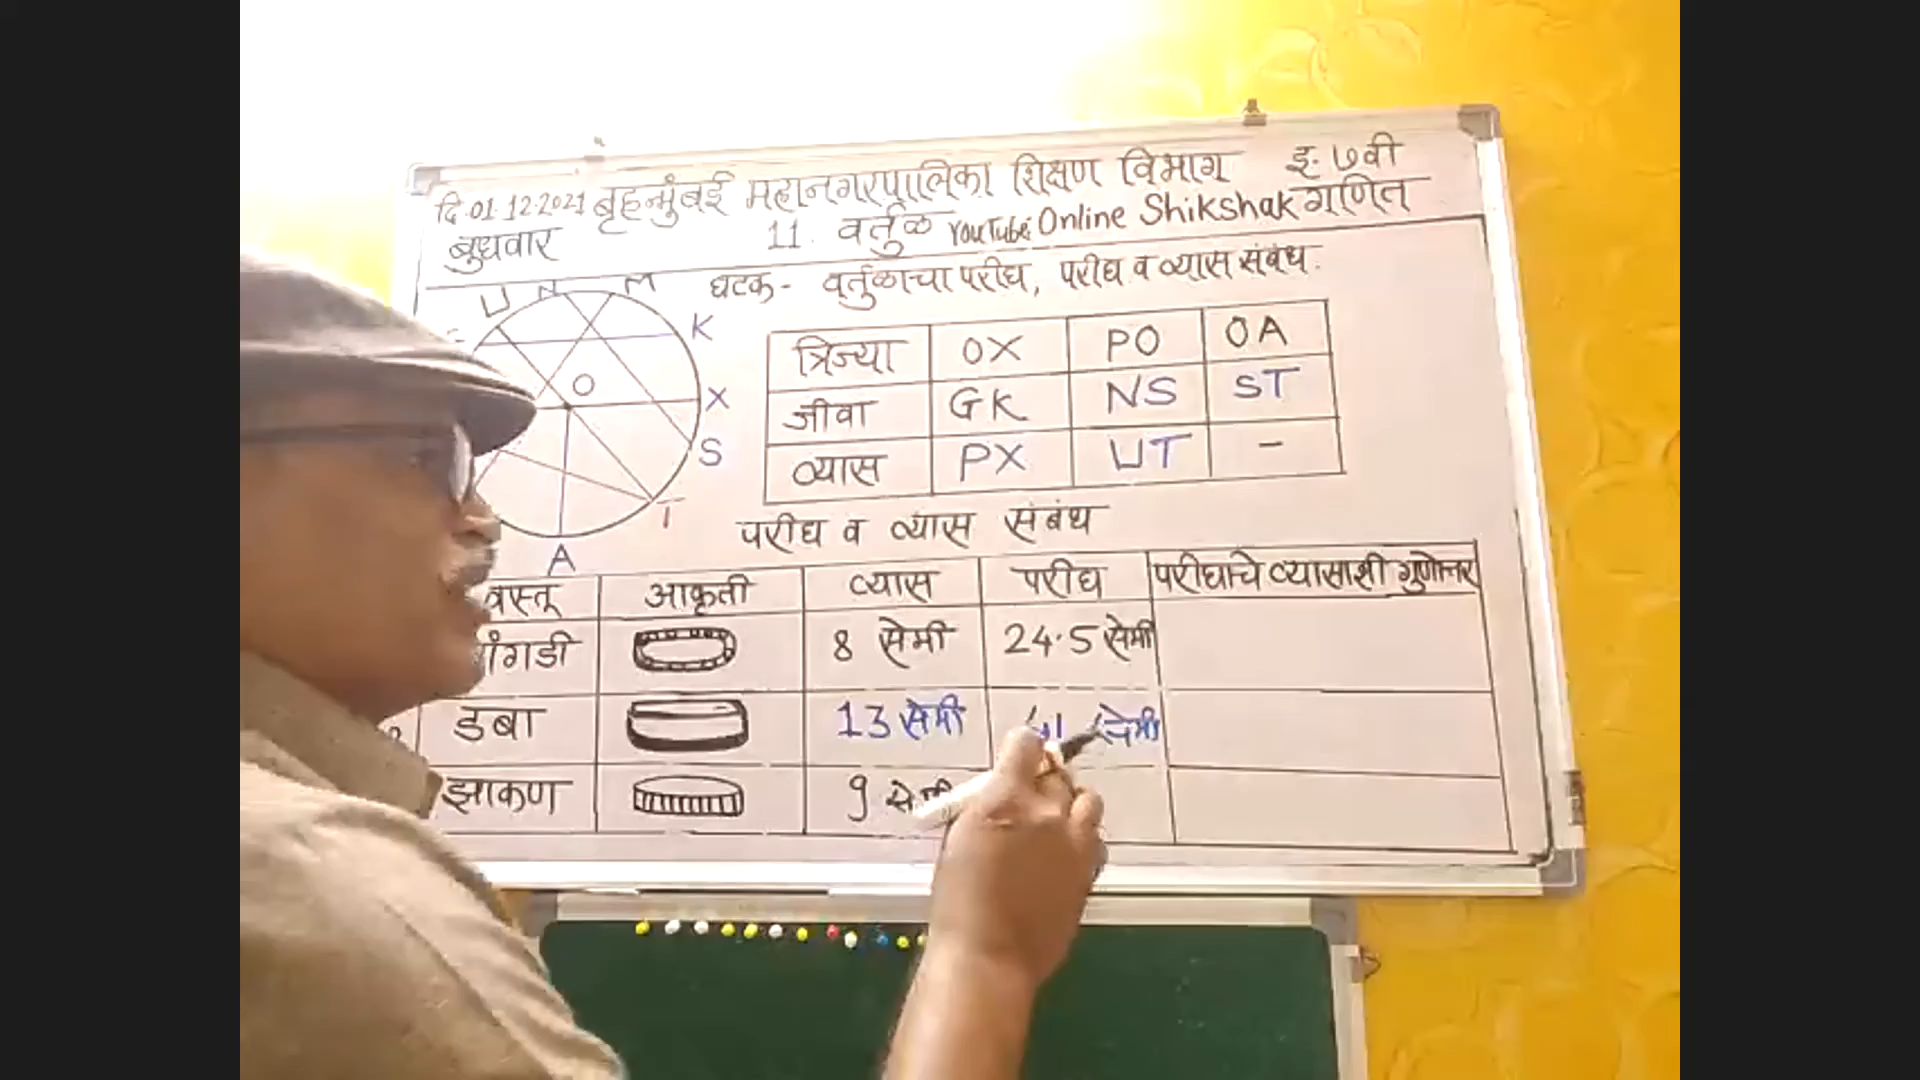 दि.01.12.2021 बृहन्मुंबई महानगरपालिका शिक्षण विभाग इ. ७वी
बुधवार 11. वर्तुळ YouTube: Online Shikshak गणित
घटक - वर्तुळाचा परीघ, परीघ व व्यास संबंध.
U N M
K
O
X
S
T
A
त्रिज्या OX PO OA
जीवा GK NS ST
व्यास PX UT -
परीघ व व्यास संबंध
वस्तू आकृती व्यास परीघ परीघाचे व्यासाशी गुणोत्तर
8 सेमी 24.5 सेमी
डबा 13 सेमी सेमी
झाकण 9